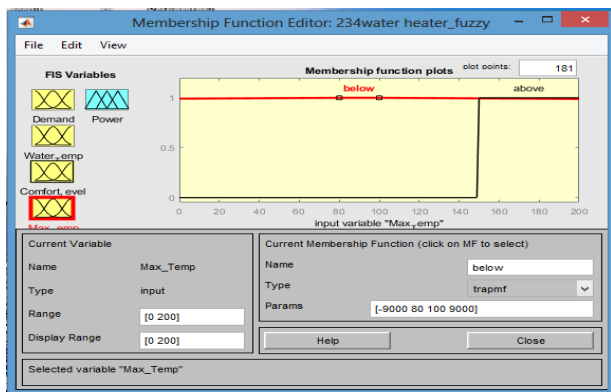 Membership Function Editor: 234water heater_fuzzy
File Edit View
FIS Variables
Membership function plots
plot points: 181
below
above
Demand
Power
Water_emp
Comfort_evel
Max_emp
1
0.5
0
0 20 40 60 80 100 120 140 160 180 200
input variable "Max_Temp"
Current Variable
Name Max_Temp
Type input
Range [0 200]
Display Range [0 200]
Current Membership Function (click on MF to select)
Name below
Type trapmf
Params [-9000 80 100 9000]
Help Close
Selected variable "Max_Temp"